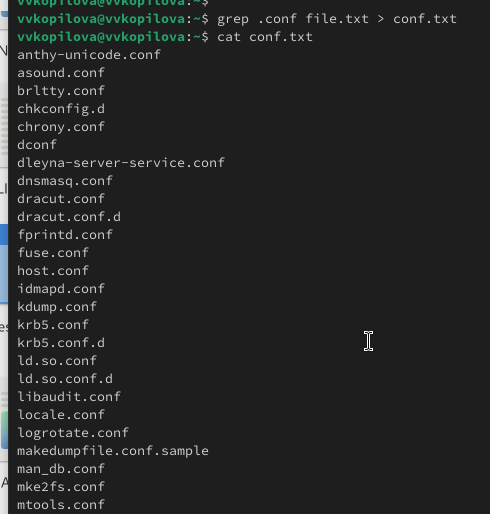 vvkopilova@vvkopilova:~$
vvkopilova@vvkopilova:~$ grep .conf file.txt > conf.txt
vvkopilova@vvkopilova:~$ cat conf.txt
anthy-unicode.conf
asound.conf
brltty.conf
chkconfig.d
chrony.conf
dconf
dleyna-server-service.conf
dnsmasq.conf
dracut.conf
dracut.conf.d
fprintd.conf
fuse.conf
host.conf
idmapd.conf
kdump.conf
krb5.conf
krb5.conf.d
ld.so.conf
ld.so.conf.d
libaudit.conf
locale.conf
logrotate.conf
makedumpfile.conf.sample
man_db.conf
mke2fs.conf
mtools.conf